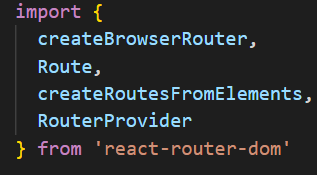 import {
  createBrowserRouter,
  Route,
  createRoutesFromElements,
  RouterProvider
} from 'react-router-dom'